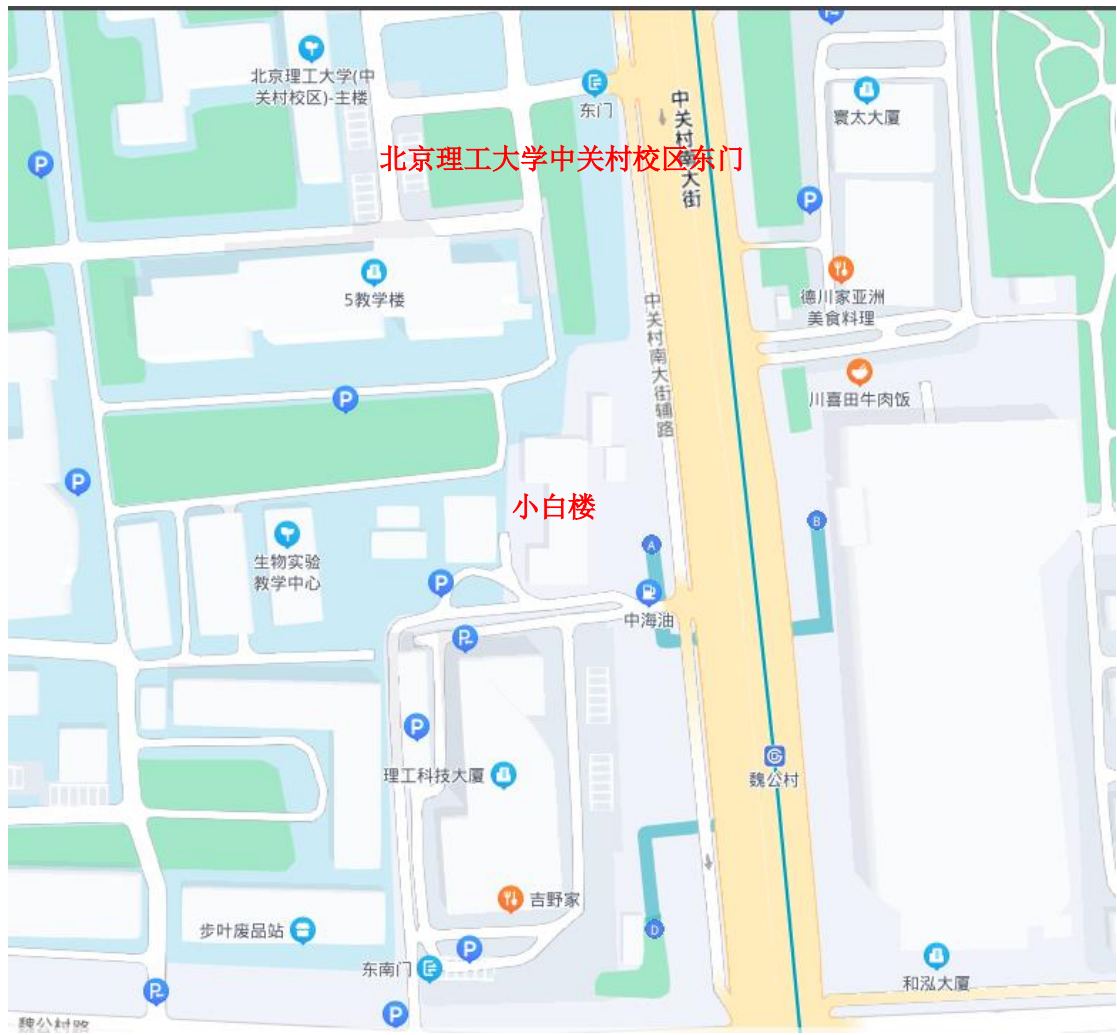 北京理工大学(中
关村校区)-主楼
东门
中关村南大街
寰太大厦
北京理工大学中关村校区东门
P
P
5教学楼
德川家亚洲
美食料理
中关村南大街辅路
P
川喜田牛肉饭
P
小白楼
B
生物实验
教学中心
A
P
中海油
P
P
理工科技大厦
魏公村
吉野家
步叶废品站
D
东南门
P
和泓大厦
P
P
魏公村路